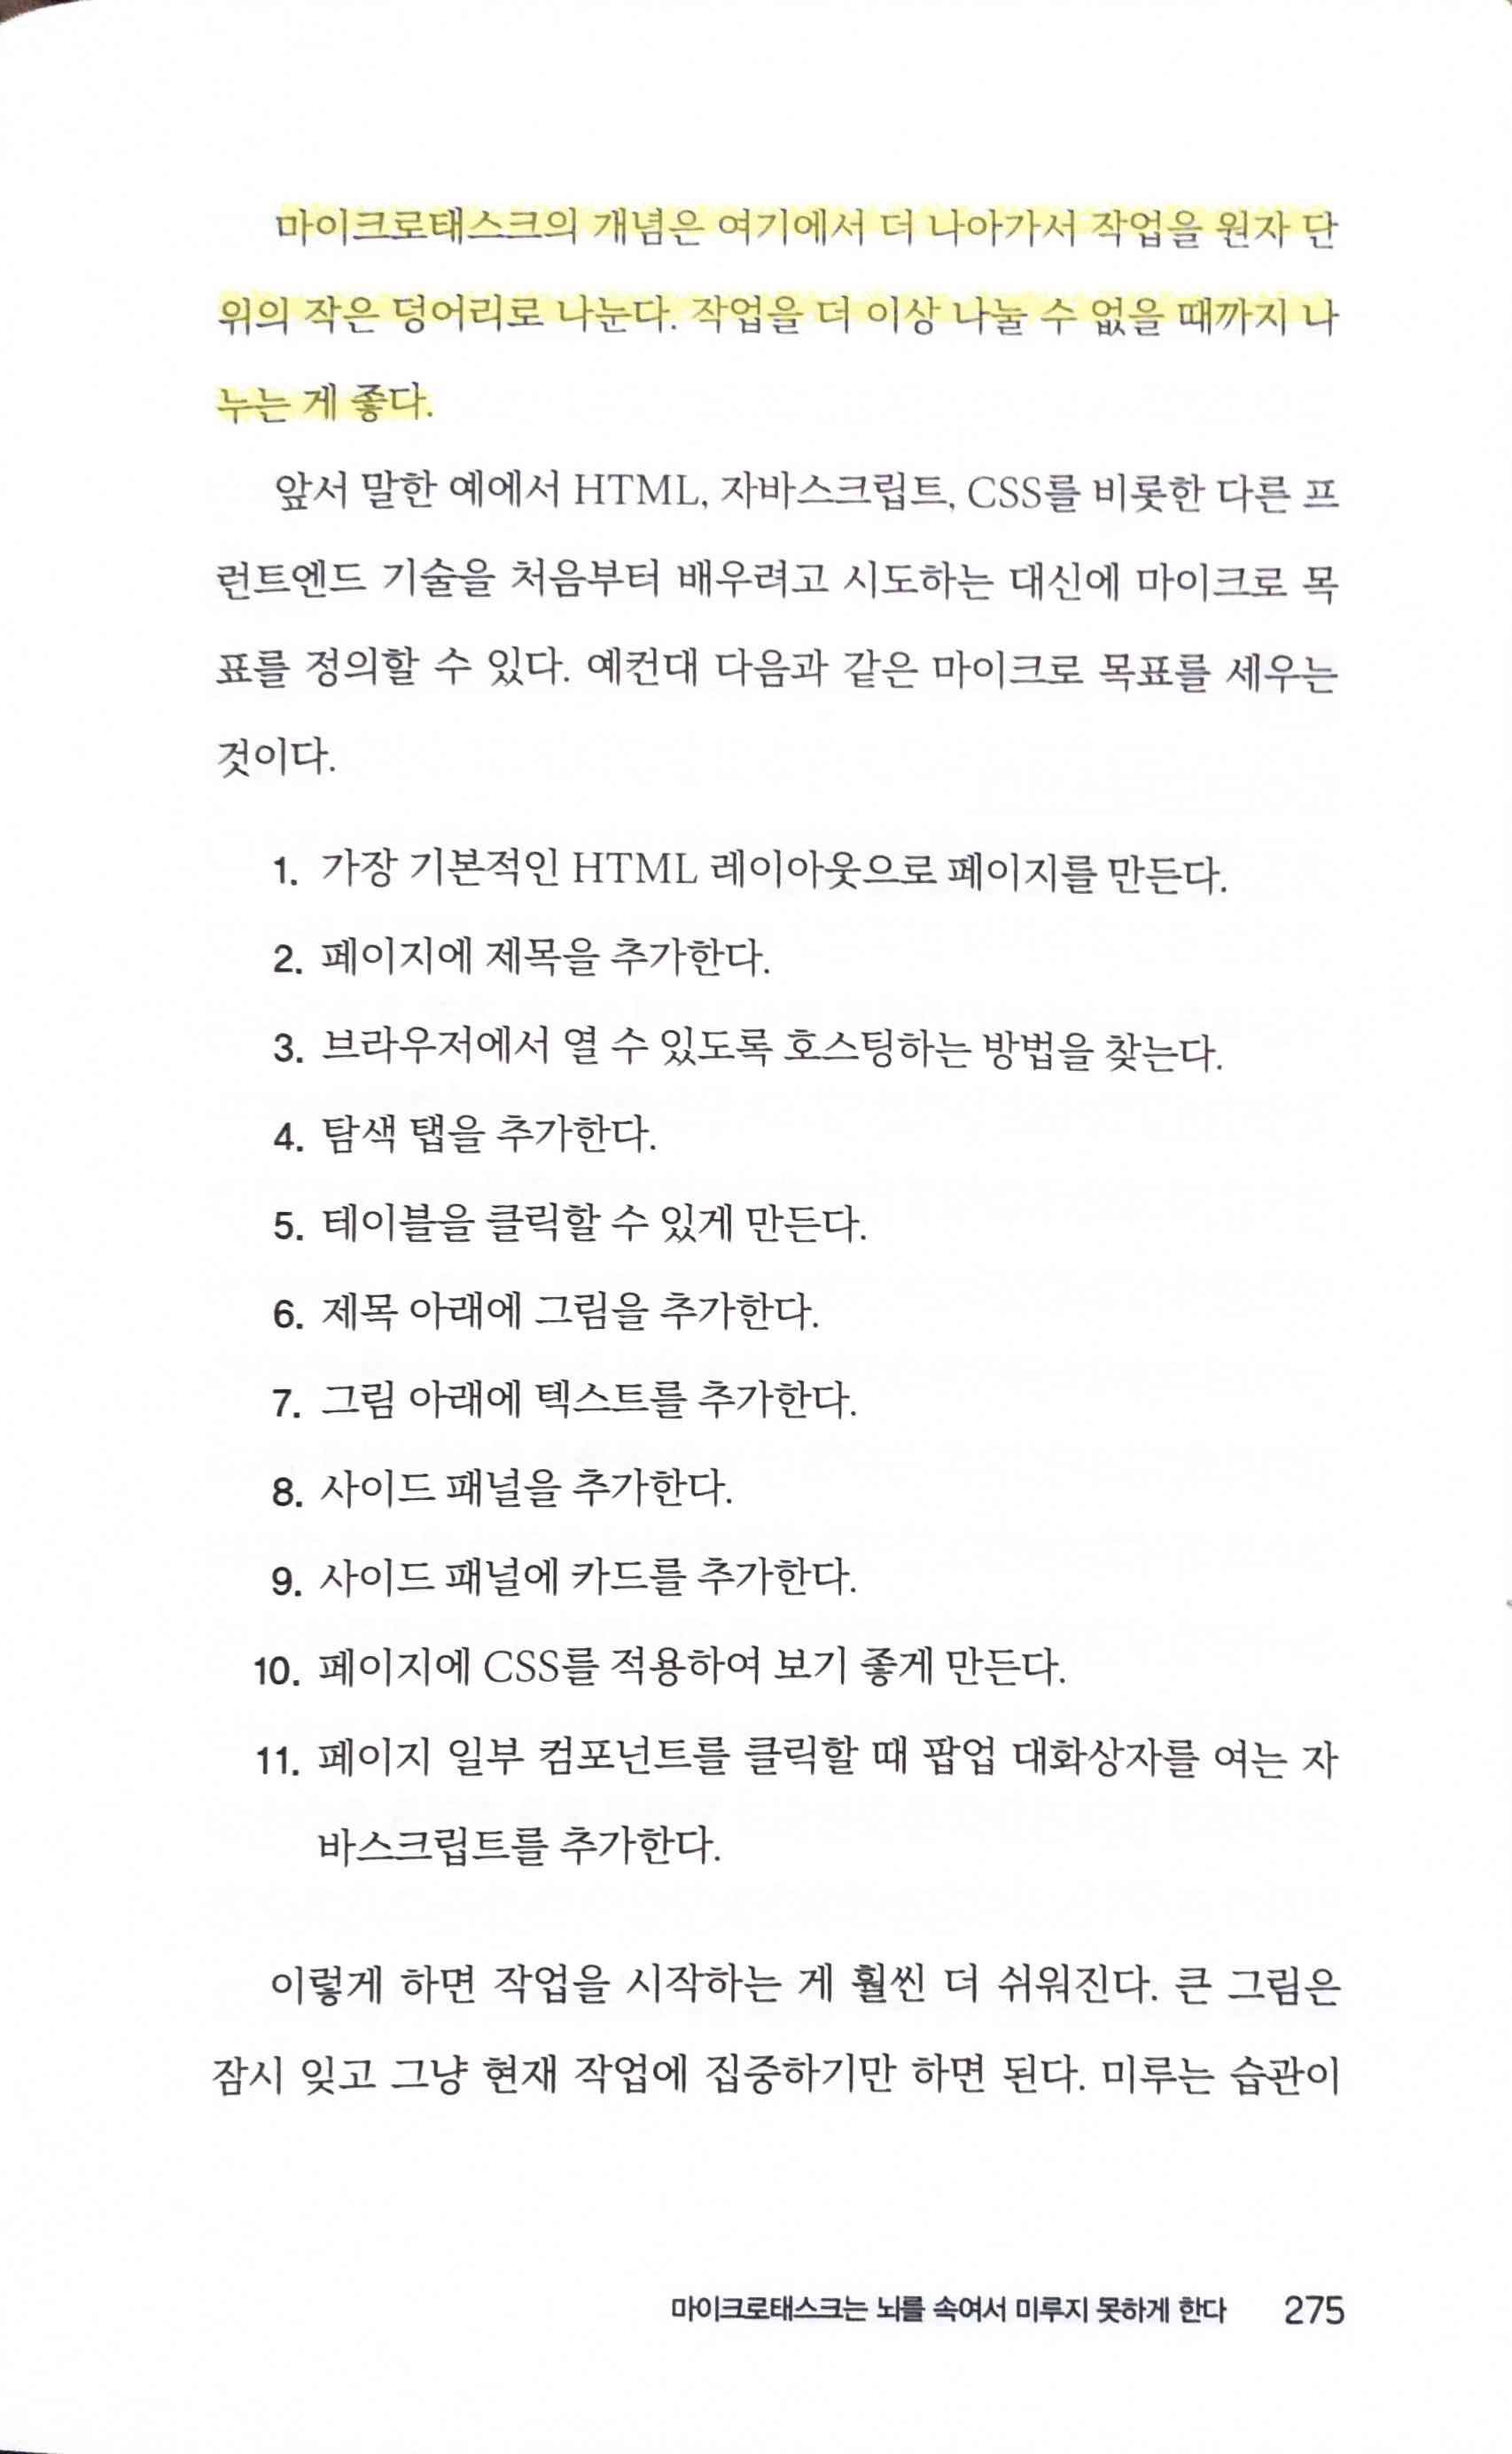 마이크로태스크의 개념은 여기에서 더 나아가서 작업을 원자 단
위의 작은 덩어리로 나눈다. 작업을 더 이상 나눌 수 없을 때까지 나
누는 게 좋다.
앞서 말한 예에서 HTML, 자바스크립트, CSS를 비롯한 다른 프
런트엔드 기술을 처음부터 배우려고 시도하는 대신에 마이크로 목
표를 정의할 수 있다. 예컨대 다음과 같은 마이크로 목표를 세우는
것이다.
1. 가장 기본적인 HTML 레이아웃으로 페이지를 만든다.
2. 페이지에 제목을 추가한다.
3. 브라우저에서 열 수 있도록 호스팅하는 방법을 찾는다.
4. 탐색 탭을 추가한다.
5. 테이블을 클릭할 수 있게 만든다.
6. 제목 아래에 그림을 추가한다.
7. 그림 아래에 텍스트를 추가한다.
8. 사이드 패널을 추가한다.
9. 사이드 패널에 카드를 추가한다.
10. 페이지에 CSS를 적용하여 보기 좋게 만든다.
11. 페이지 일부 컴포넌트를 클릭할 때 팝업 대화상자를 여는 자
바스크립트를 추가한다.
이렇게 하면 작업을 시작하는 게 훨씬 더 쉬워진다. 큰 그림은
잠시 잊고 그냥 현재 작업에 집중하기만 하면 된다. 미루는 습관이
마이크로태스크는 뇌를 속여서 미루지 못하게 한다 275